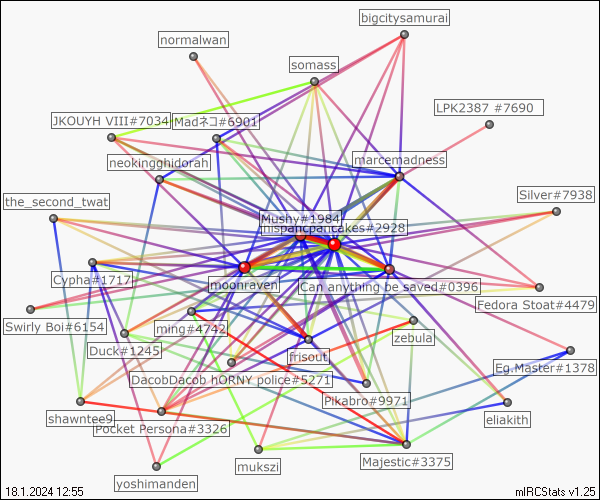 bigcitysamurai
normalwan
somass
LPK2387 #7690
JKOUYH VIII#7034
Madネコ#6901
marcemadness
neokingghidorah
Silver#7938
the_second_twat
Mushy#1984
hispancpancakes#2928
Cypha#1717
moonraven
Can anything be saved#0396
Fedora Stoat#4479
Swirly Boi#6154
ming#4742
zebula
Duck#1245
frisout
Eg.Master#1378
DacobDacob hORNY police#5271
Pikabro#9971
shawntee9
eliakith
Pocket Persona#3326
Majestic#3375
mukszi
yoshimanden
18.1.2024 12:55
mIRCStats v1.25